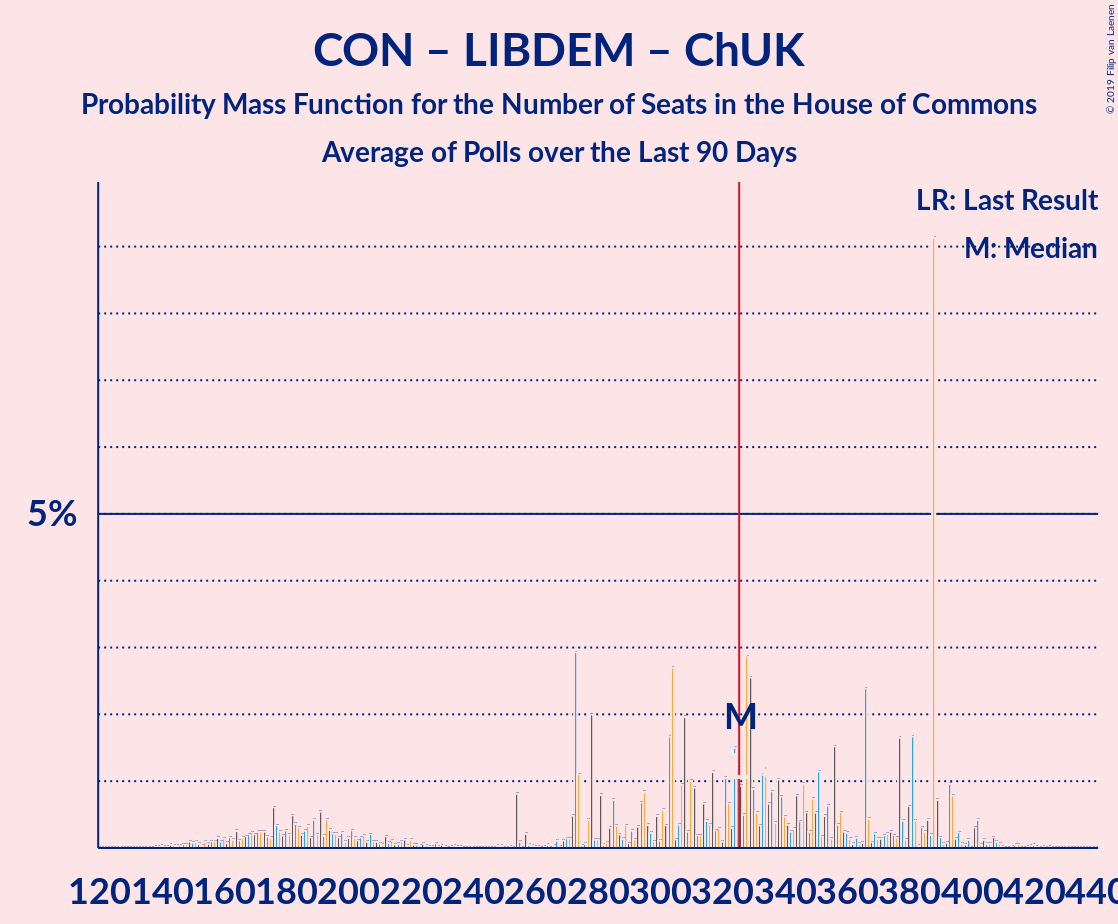 CON – LIBDEM – ChUK
Probability Mass Function for the Number of Seats in the House of Commons
Average of Polls over the Last 90 Days
© 2019 Filip van Laenen
LR: Last Result
M: Median
5%
M
120 140 160 180 200 220 240 260 280 300 320 340 360 380 400 420 440